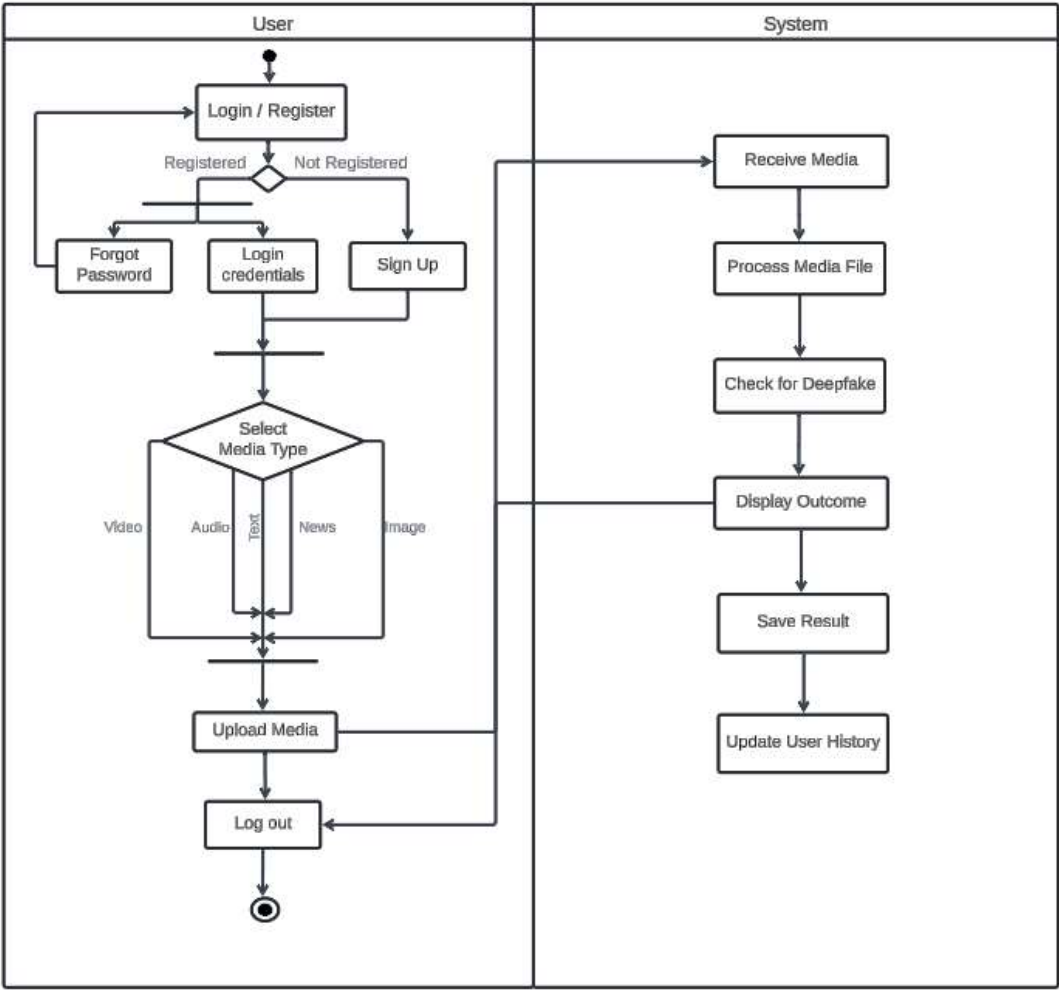 User
System
Login / Register
Registered
Not Registered
Forgot
Password
Login
credentials
Sign Up
Select
Media Type
Video
Audio
Text
News
Image
Upload Media
Log out
Receive Media
Process Media File
Check for Deepfake
Display Outcome
Save Result
Update User History